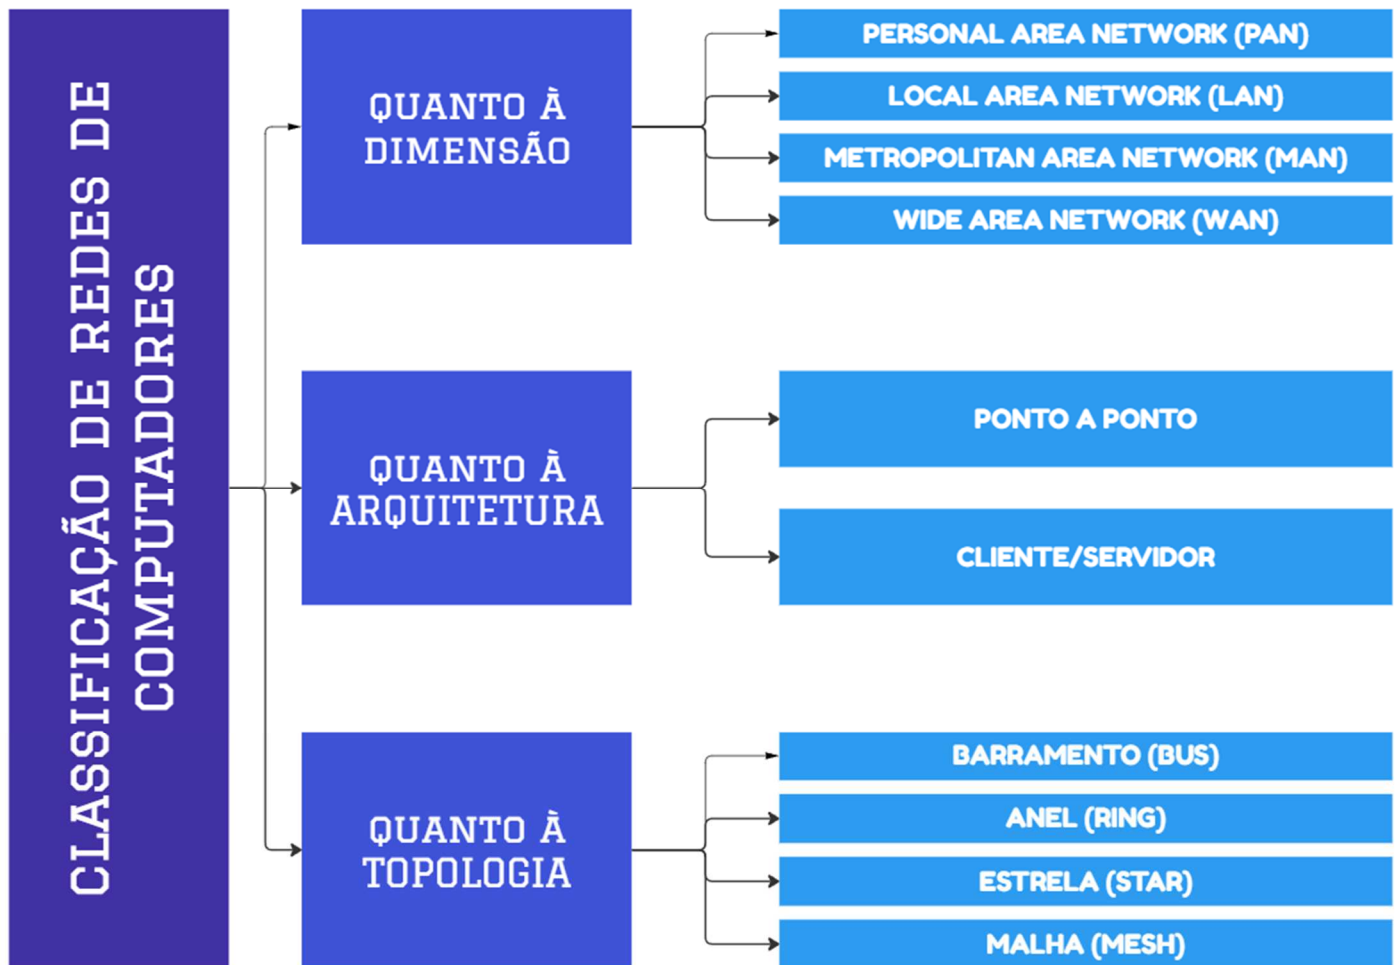 CLASSIFICAÇÃO DE REDES DE
COMPUTADORES
QUANTO À
DIMENSÃO
PERSONAL AREA NETWORK (PAN)
LOCAL AREA NETWORK (LAN)
METROPOLITAN AREA NETWORK (MAN)
WIDE AREA NETWORK (WAN)
QUANTO À
ARQUITETURA
PONTO A PONTO
CLIENTE/SERVIDOR
QUANTO À
TOPOLOGIA
BARRAMENTO (BUS)
ANEL (RING)
ESTRELA (STAR)
MALHA (MESH)